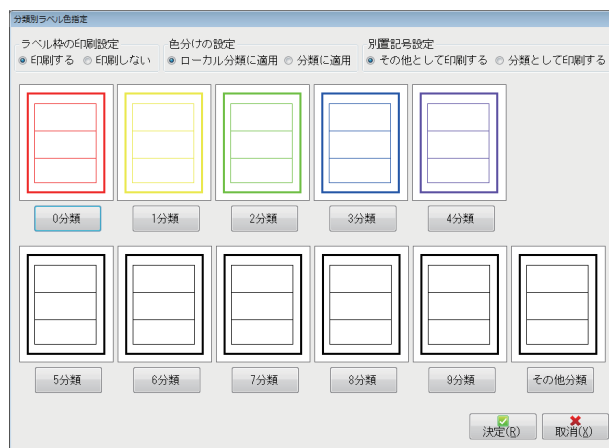 分類別ラベル色指定
ラベル枠の印刷設定 色分けの設定 別置記号設定
印刷する 印刷しない ローカル分類に適用 分類に適用 その他として印刷する 分類として印刷する
0分類 1分類 2分類 3分類 4分類
5分類 6分類 7分類 8分類 9分類 その他分類
決定(R) 取消(X)